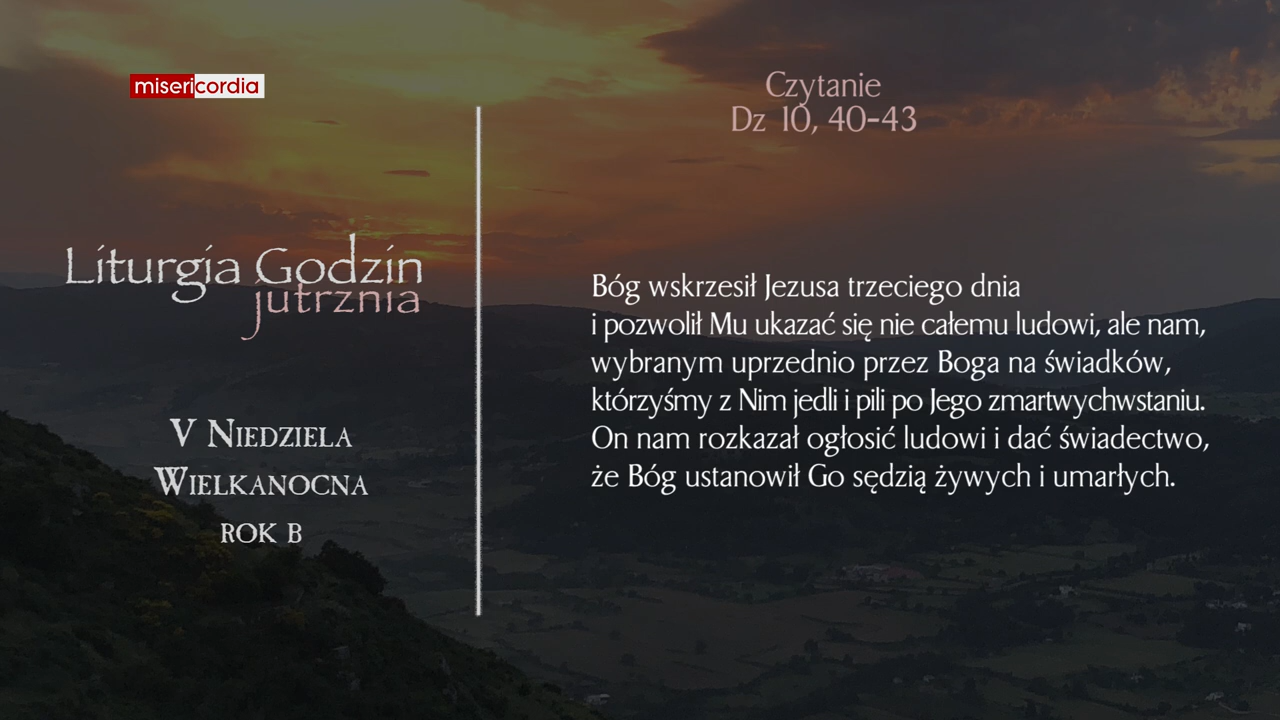 misericordia
Liturgia Godzin
jutrznia
V Niedziela
Wielkanocna
rok B
Czytanie
Dz 10, 40-43
Bóg wskrzesił Jezusa trzeciego dnia
i pozwolił Mu ukazać się nie całemu ludowi, ale nam,
wybranym uprzednio przez Boga na świadków,
którzyśmy z Nim jedli i pili po Jego zmartwychwstaniu.
On nam rozkazał ogłosić ludowi i dać świadectwo,
że Bóg ustanowił Go sędzią żywych i umarłych.